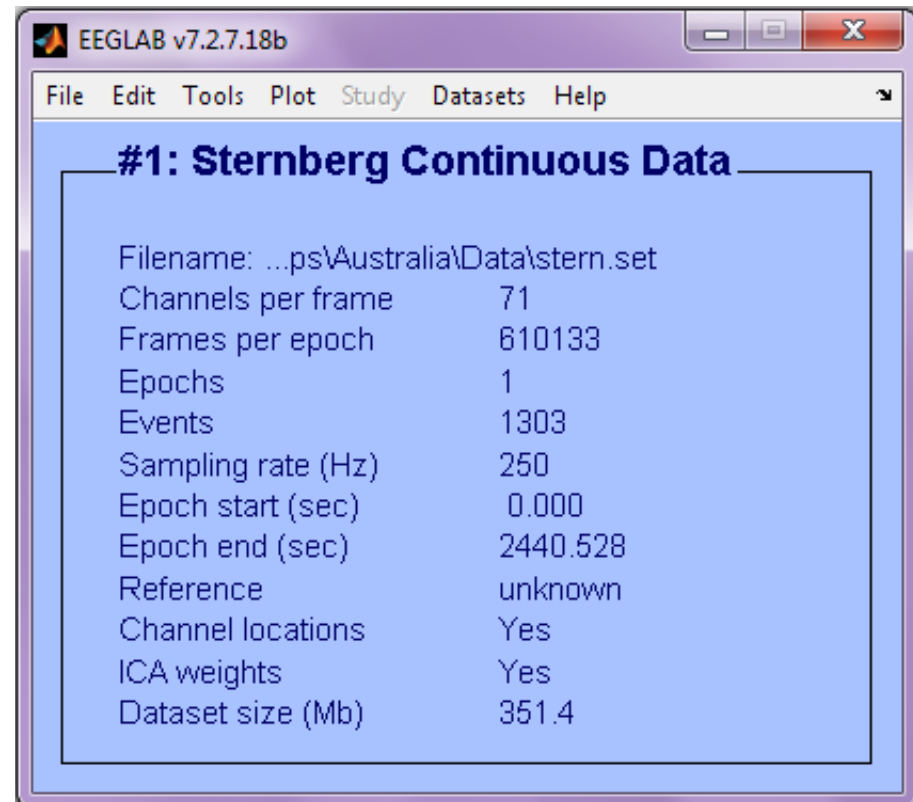 EEGLAB v7.2.7.18b
File Edit Tools Plot Study Datasets Help
#1: Sternberg Continuous Data
Filename: ...ps\Australia\Data\stern.set
Channels per frame 71
Frames per epoch 610133
Epochs 1
Events 1303
Sampling rate (Hz) 250
Epoch start (sec) 0.000
Epoch end (sec) 2440.528
Reference unknown
Channel locations Yes
ICA weights Yes
Dataset size (Mb) 351.4